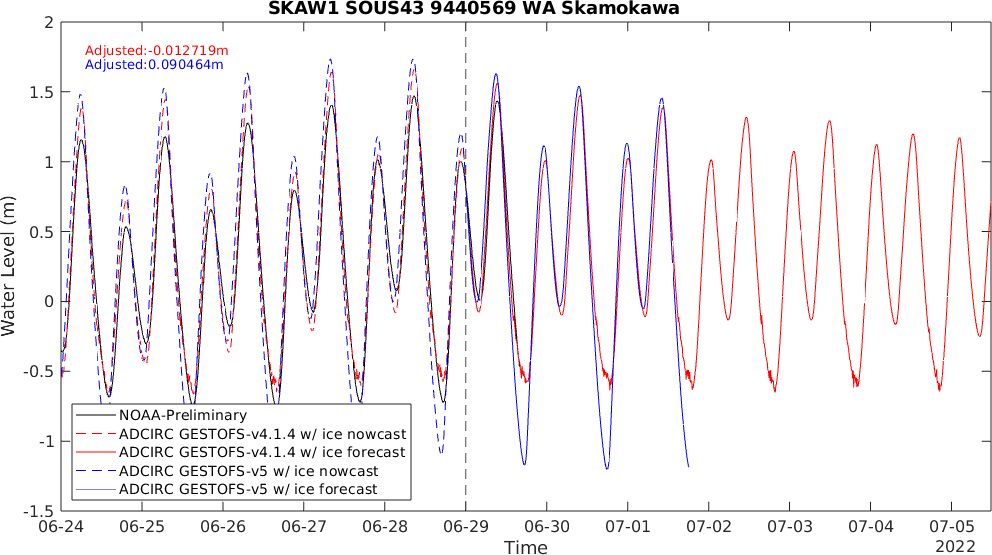 SKAW1 SOUS43 9440569 WA Skamokawa
Adjusted:-0.012719m
Adjusted:0.090464m
2
1.5
1
0.5
0
-0.5
-1
-1.5
Water Level (m)
NOAA-Preliminary
ADCIRC GESTOFS-v4.1.4 w/ ice nowcast
ADCIRC GESTOFS-v4.1.4 w/ ice forecast
ADCIRC GESTOFS-v5 w/ ice nowcast
ADCIRC GESTOFS-v5 w/ ice forecast
06-24 06-25 06-26 06-27 06-28 06-29 06-30 07-01 07-02 07-03 07-04 07-05
Time
2022